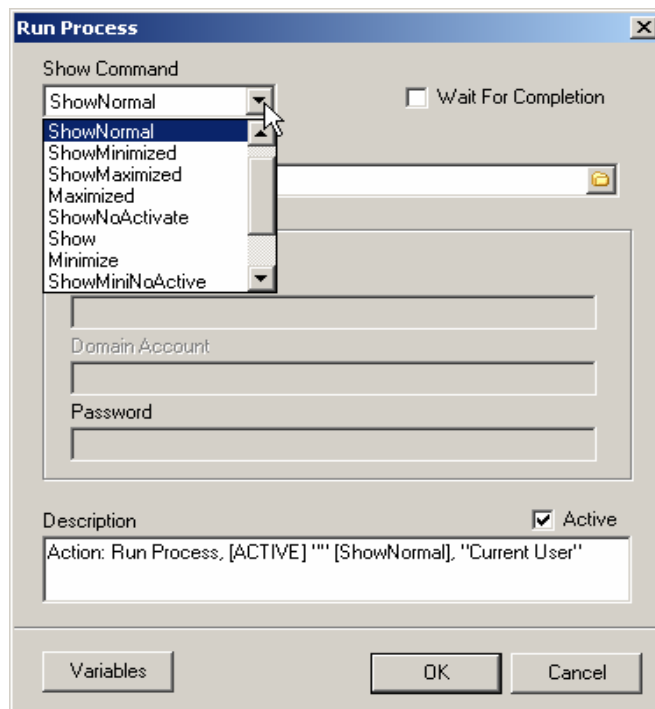 Run Process
Show Command
ShowNormal
Wait For Completion
ShowNormal
ShowMinimized
ShowMaximized
Maximized
ShowNoActivate
Show
Minimize
ShowMiniNoActive
Domain Account
Password
Description
Active
Action: Run Process, [ACTIVE] "" [ShowNormal], "Current User"
Variables
OK
Cancel